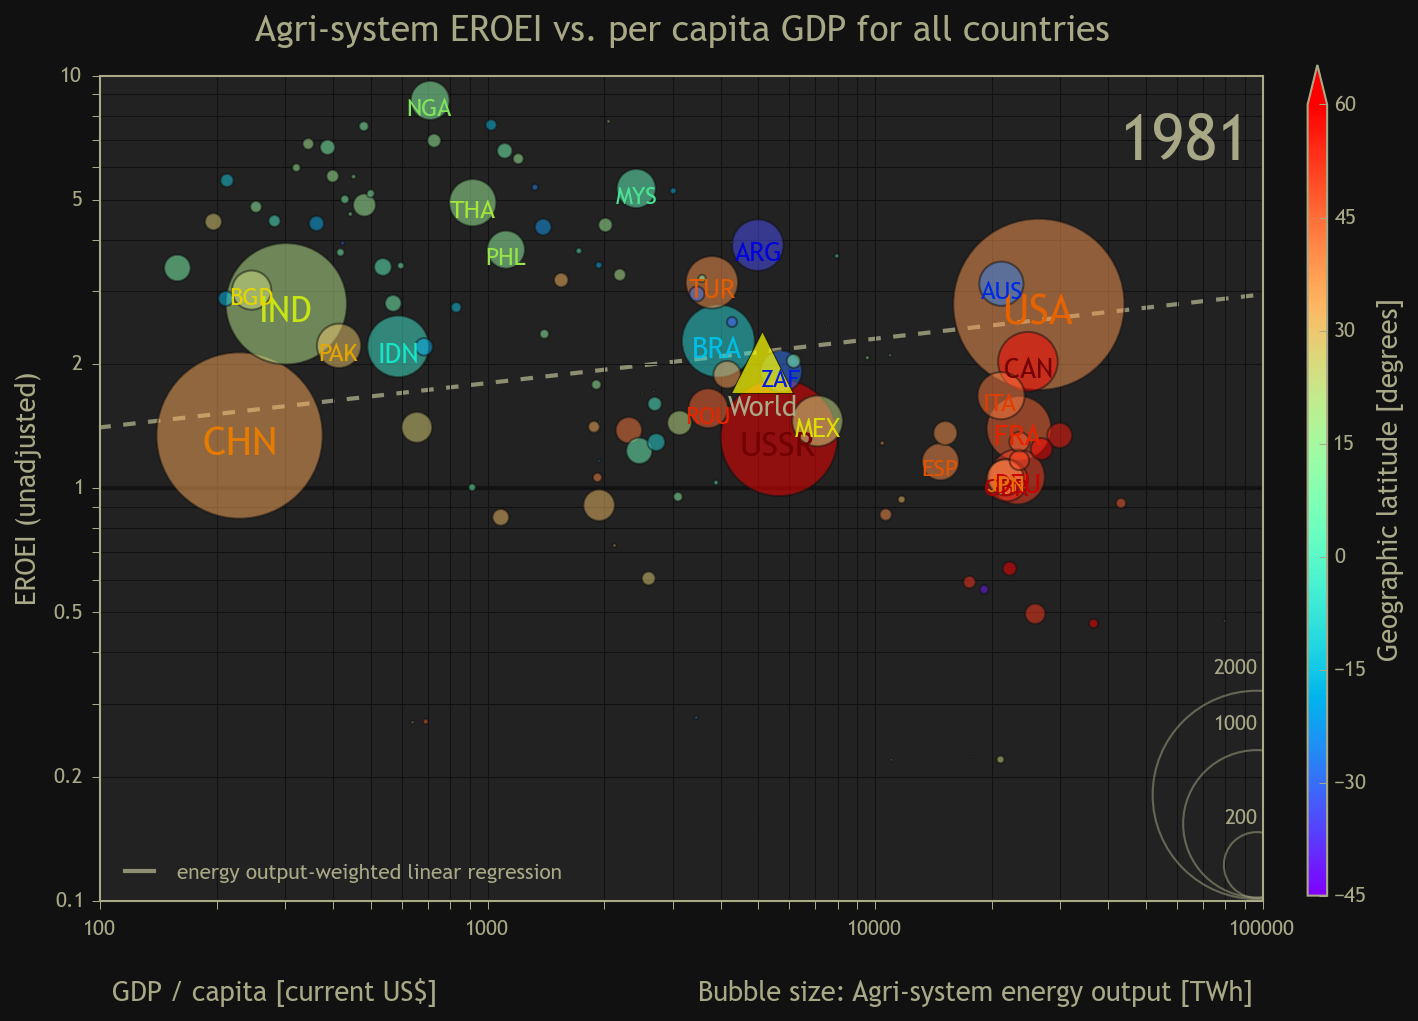 Agri-system EROEI vs. per capita GDP for all countries
1981
EROEI (unadjusted)
10
5
2
1
0.5
0.2
0.1
NGA
THA
MYS
PHL
ARG
BGD
IND
TUR
AUS
USA
PAK
IDN
BRA
ZAF
CAN
World
ROU
ITA
CHN
USSR
MEX
FRA
ESP
DEU
2000
1000
200
energy output-weighted linear regression
100
1000
10000
100000
GDP / capita [current US$]
Bubble size: Agri-system energy output [TWh]
Geographic latitude [degrees]
60
45
30
15
0
−15
−30
−45